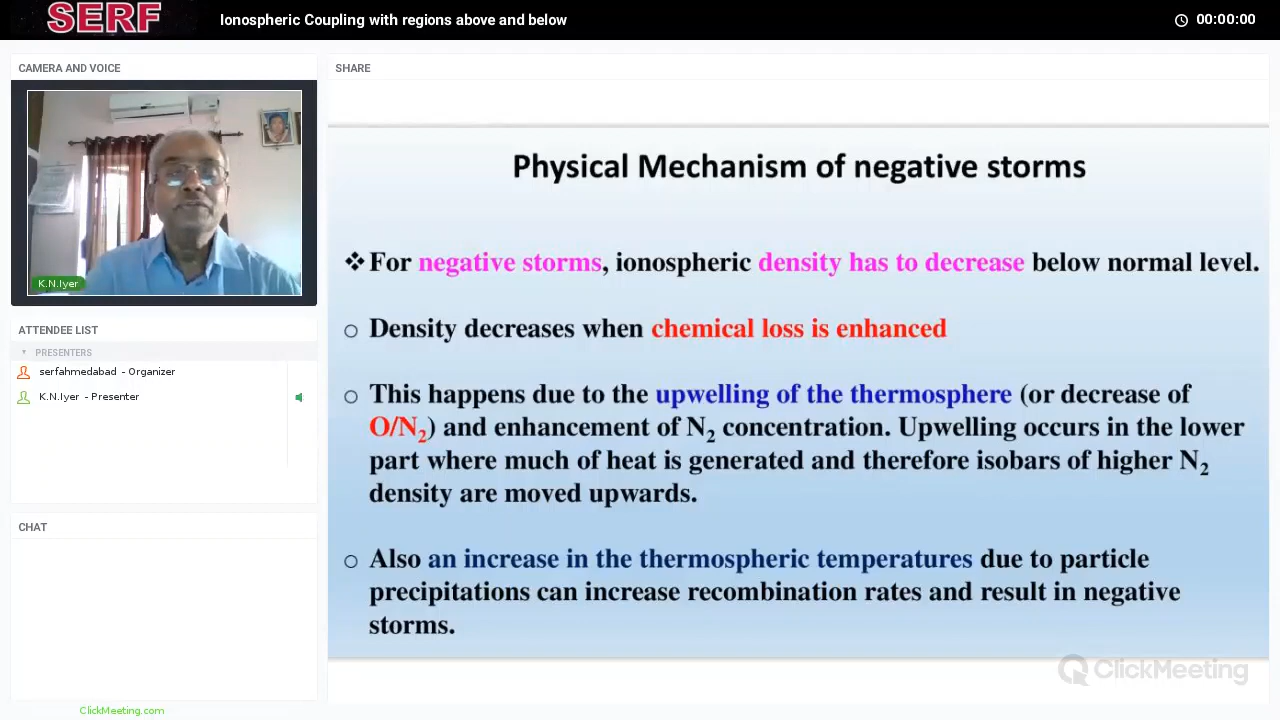 SERF
Ionospheric Coupling with regions above and below
00:00:00
CAMERA AND VOICE
K.N.Iyer
ATTENDEE LIST
PRESENTERS
serfahmedabad - Organizer
K.N.Iyer - Presenter
CHAT
ClickMeeting.com
SHARE
Physical Mechanism of negative storms
❖For negative storms, ionospheric density has to decrease below normal level.
○ Density decreases when chemical loss is enhanced
○ This happens due to the upwelling of the thermosphere (or decrease of
O/N₂) and enhancement of N₂ concentration. Upwelling occurs in the lower
part where much of heat is generated and therefore isobars of higher N₂
density are moved upwards.
○ Also an increase in the thermospheric temperatures due to particle
precipitations can increase recombination rates and result in negative
storms.
ClickMeeting